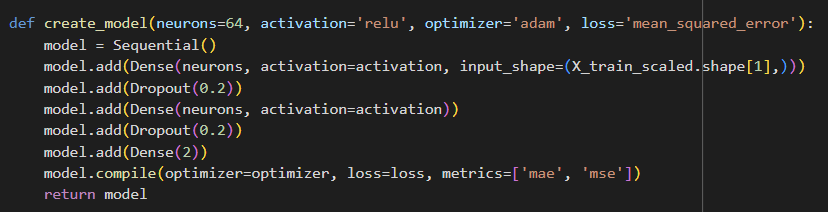 def create_model(neurons=64, activation='relu', optimizer='adam', loss='mean_squared_error'):
    model = Sequential()
    model.add(Dense(neurons, activation=activation, input_shape=(X_train_scaled.shape[1],)))
    model.add(Dropout(0.2))
    model.add(Dense(neurons, activation=activation))
    model.add(Dropout(0.2))
    model.add(Dense(2))
    model.compile(optimizer=optimizer, loss=loss, metrics=['mae', 'mse'])
    return model